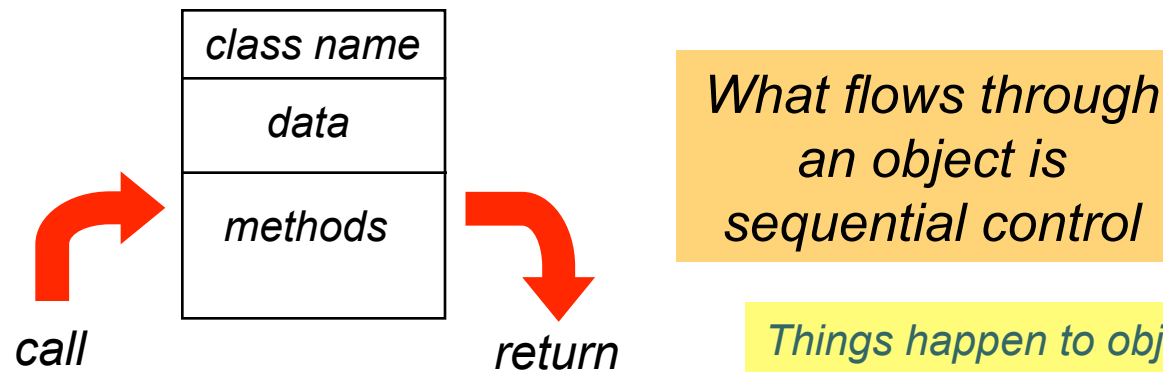 class name
data
methods
call
return
What flows through
an object is
sequential control
Things happen to obj